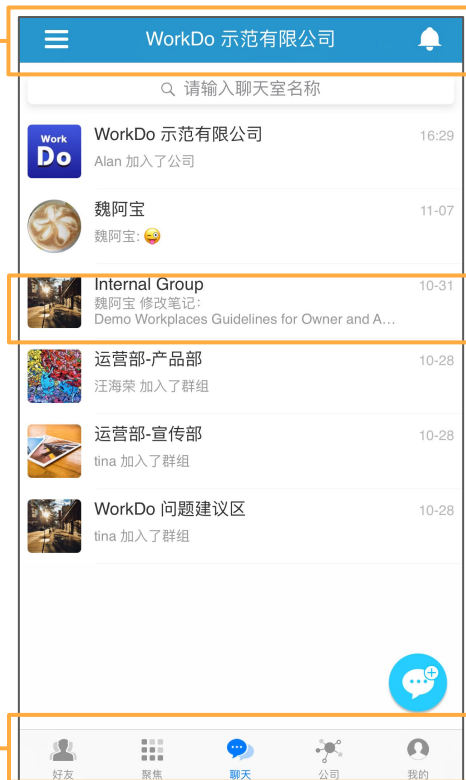 WorkDo 示范有限公司
请输入聊天室名称
Work
Do
WorkDo 示范有限公司
16:29
Alan 加入了公司
魏阿宝
11-07
魏阿宝: 😜
Internal Group
10-31
魏阿宝 修改笔记:
Demo Workplaces Guidelines for Owner and A...
运营部-产品部
10-28
汪海荣 加入了群组
运营部-宣传部
10-28
tina 加入了群组
WorkDo 问题建议区
10-28
tina 加入了群组
好友
聚焦
聊天
公司
我的